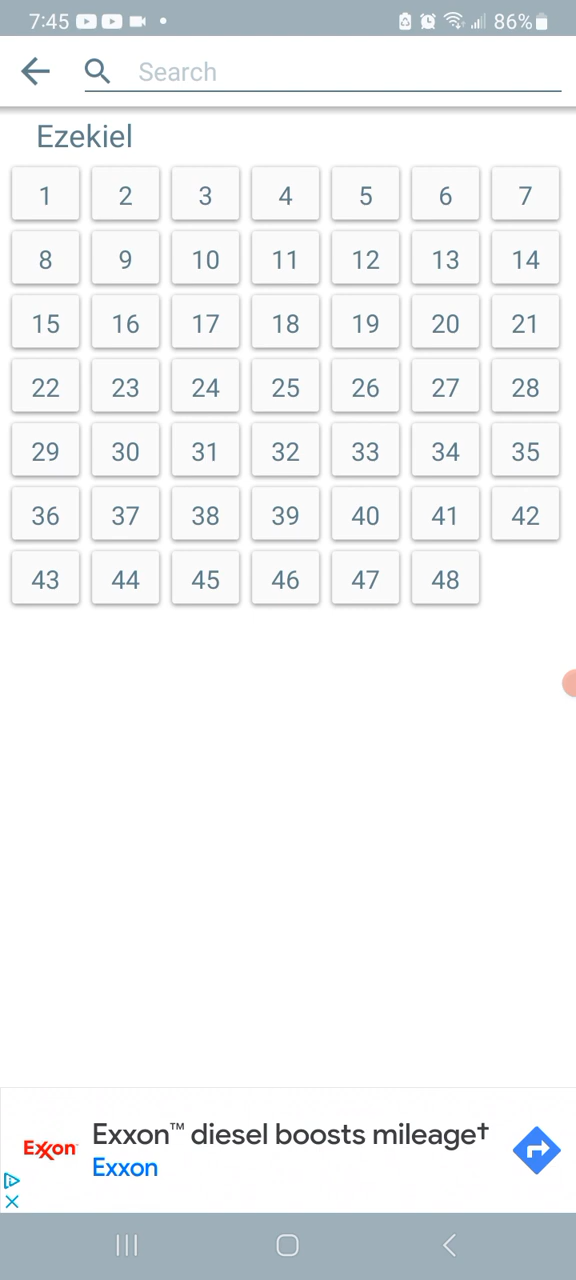 7:45 86%
Search
Ezekiel
1 2 3 4 5 6 7
8 9 10 11 12 13 14
15 16 17 18 19 20 21
22 23 24 25 26 27 28
29 30 31 32 33 34 35
36 37 38 39 40 41 42
43 44 45 46 47 48
Exxon Exxon™ diesel boosts mileage†
Exxon